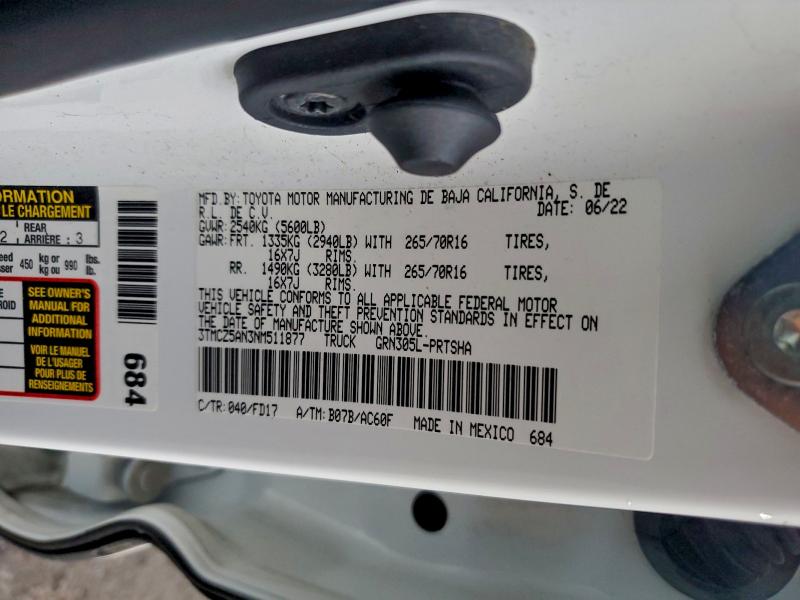 ORMATION
LE CHARGEMENT
2 REAR
ARRIÈRE : 3
eed
sser 450 kg or
kg ou 990 lbs.
lb.
E
ROID
SEE OWNER'S
MANUAL FOR
ADDITIONAL
INFORMATION
VOIR LE MANUEL
DE L'USAGER
POUR PLUS DE
RENSEIGNEMENTS
684
MFD.BY:TOYOTA MOTOR MANUFACTURING DE BAJA CALIFORNIA, S. DE
R.L. DE C.V. DATE: 06/22
GVWR:2540KG (5600LB)
GAWR:FRT. 1335KG (2940LB) WITH 265/70R16 TIRES,
16X7J RIMS.
RR. 1490KG (3280LB) WITH 265/70R16 TIRES,
16X7J RIMS.
THIS VEHICLE CONFORMS TO ALL APPLICABLE FEDERAL MOTOR
VEHICLE SAFETY AND THEFT PREVENTION STANDARDS IN EFFECT ON
THE DATE OF MANUFACTURE SHOWN ABOVE.
3TMCZ5AN3NM511877 TRUCK GRN305L-PRTSHA
C/TR:040/FD17 A/TM:B07B/AC60F MADE IN MEXICO 684